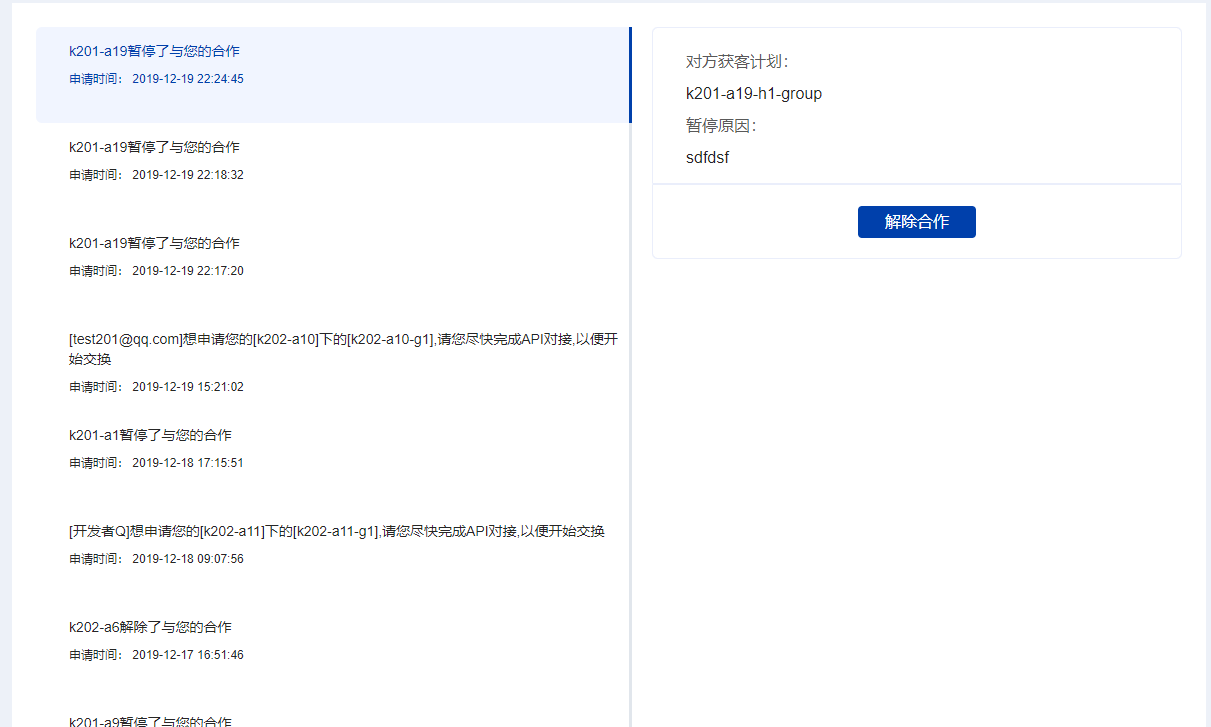 k201-a19暂停了与您的合作
申请时间： 2019-12-19 22:24:45
k201-a19暂停了与您的合作
申请时间： 2019-12-19 22:18:32
k201-a19暂停了与您的合作
申请时间： 2019-12-19 22:17:20
[test201@qq.com]想申请您的[k202-a10]下的[k202-a10-g1],请您尽快完成API对接,以便开
始交换
申请时间： 2019-12-19 15:21:02
k201-a1暂停了与您的合作
申请时间： 2019-12-18 17:15:51
[开发者Q]想申请您的[k202-a11]下的[k202-a11-g1],请您尽快完成API对接,以便开始交换
申请时间： 2019-12-18 09:07:56
k202-a6解除了与您的合作
申请时间： 2019-12-17 16:51:46
k201-a9暂停了与您的合作
对方获客计划：
k201-a19-h1-group
暂停原因：
sdfdsf
解除合作